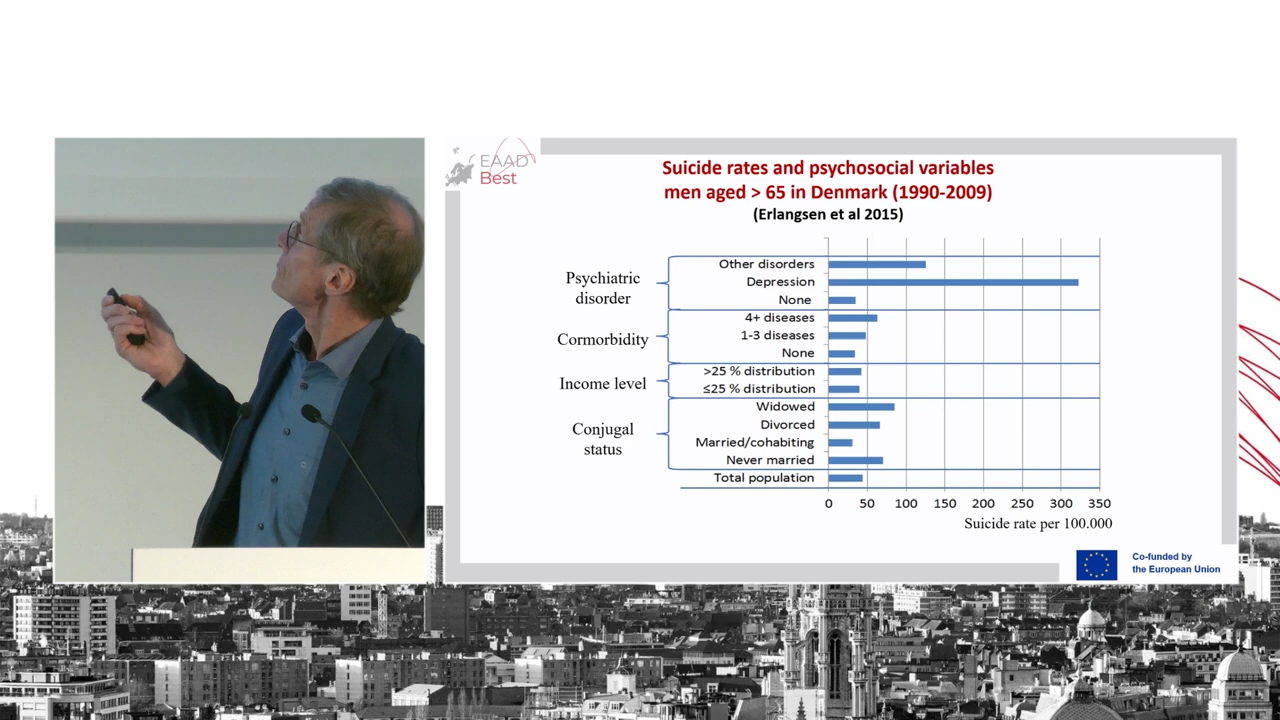 EAAD
Best
Suicide rates and psychosocial variables
men aged > 65 in Denmark (1990-2009)
(Erlangsen et al 2015)
Psychiatric
disorder
Other disorders
Depression
None
Cormorbidity
4+ diseases
1-3 diseases
None
Income level
>25 % distribution
≤25 % distribution
Conjugal
status
Widowed
Divorced
Married/cohabiting
Never married
Total population
0 50 100 150 200 250 300 350
Suicide rate per 100.000
Co-funded by
the European Union